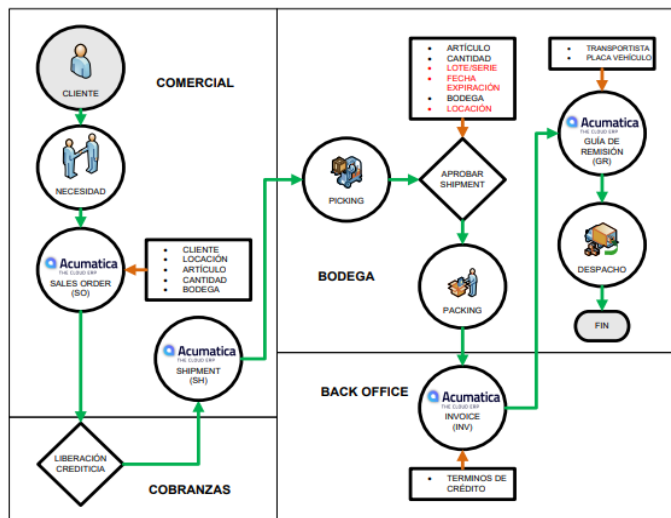 COMERCIAL
CLIENTE
NECESIDAD
Acumatica
THE CLOUD ERP
SALES ORDER
(SO)
• CLIENTE
• LOCACIÓN
• ARTÍCULO
• CANTIDAD
• BODEGA
Acumatica
THE CLOUD ERP
SHIPMENT
(SH)
LIBERACIÓN
CREDITICIA
COBRANZAS
• ARTÍCULO
• CANTIDAD
• LOTE/SERIE
• FECHA
EXPIRACIÓN
• BODEGA
• LOCACIÓN
PICKING
APROBAR
SHIPMENT
BODEGA
PACKING
• TRANSPORTISTA
• PLACA VEHÍCULO
Acumatica
THE CLOUD ERP
GUÍA DE
REMISIÓN
(GR)
DESPACHO
FIN
BACK OFFICE
Acumatica
THE CLOUD ERP
INVOICE
(INV)
• TERMINOS DE
CRÉDITO